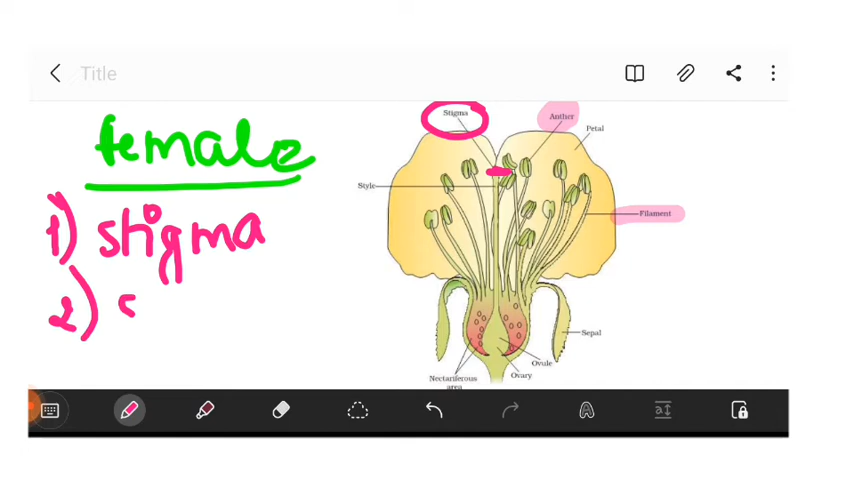 Title
Stigma
Anther
Petal
female
Style
Filament
1) stigma
2) s
Sepal
Ovule
Ovary
Nectariferous
area